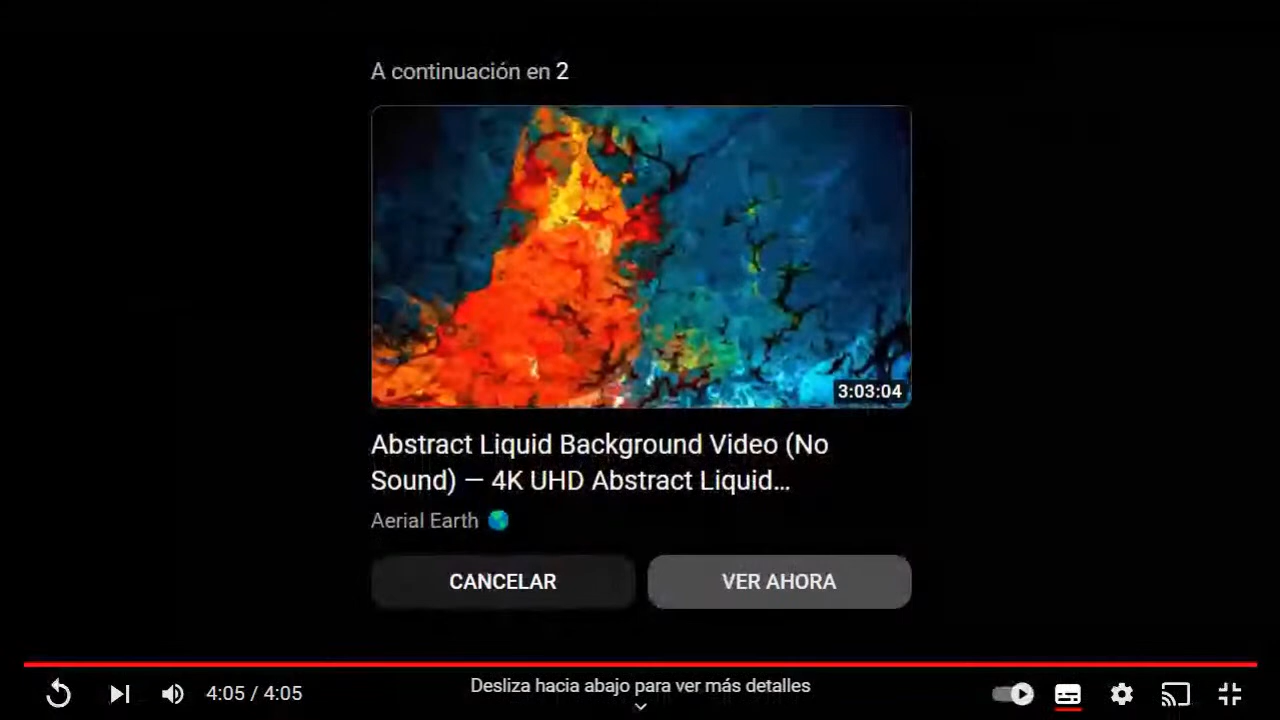 A continuación en 2
3:03:04
Abstract Liquid Background Video (No
Sound) — 4K UHD Abstract Liquid...
Aerial Earth
CANCELAR
VER AHORA
4:05 / 4:05
Desliza hacia abajo para ver más detalles